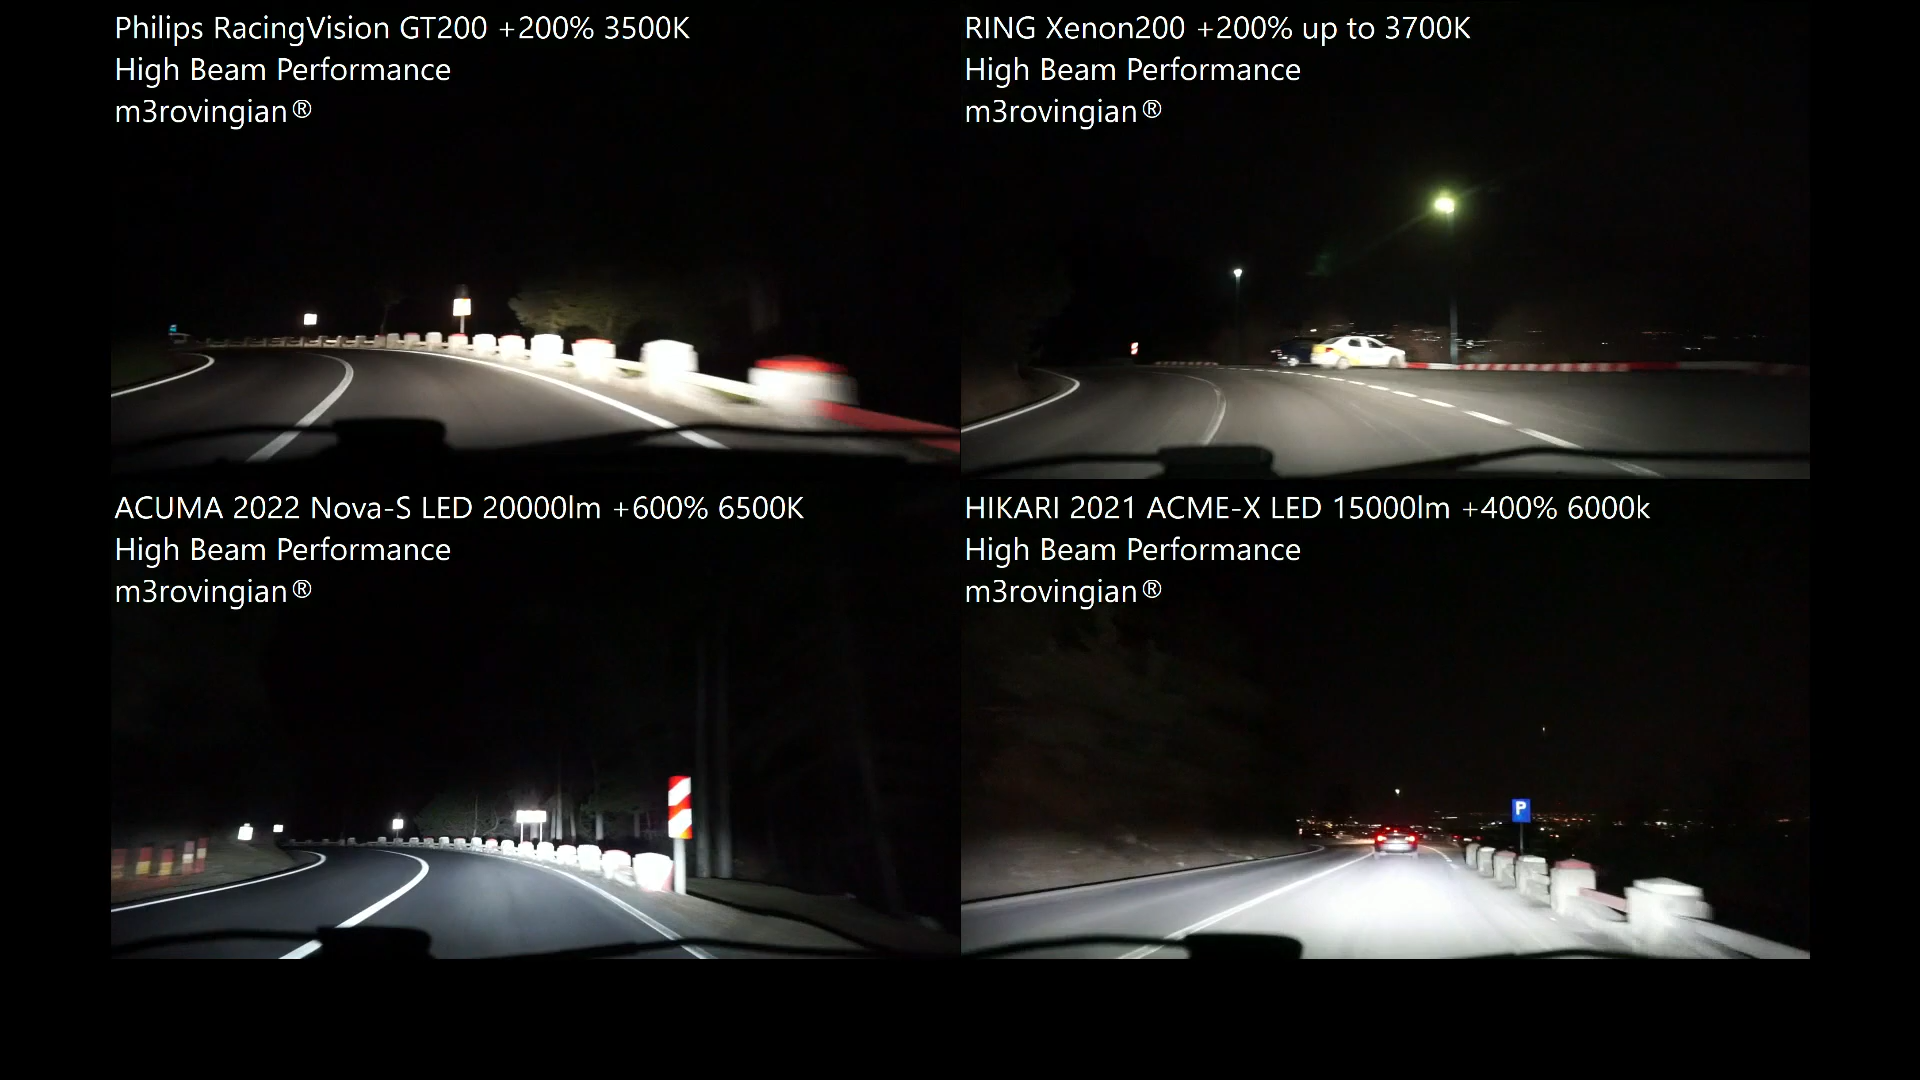 Philips RacingVision GT200 +200% 3500K
High Beam Performance
m3rovingian®
RING Xenon200 +200% up to 3700K
High Beam Performance
m3rovingian®
ACUMA 2022 Nova-S LED 20000lm +600% 6500K
High Beam Performance
m3rovingian®
HIKARI 2021 ACME-X LED 15000lm +400% 6000k
High Beam Performance
m3rovingian®
P